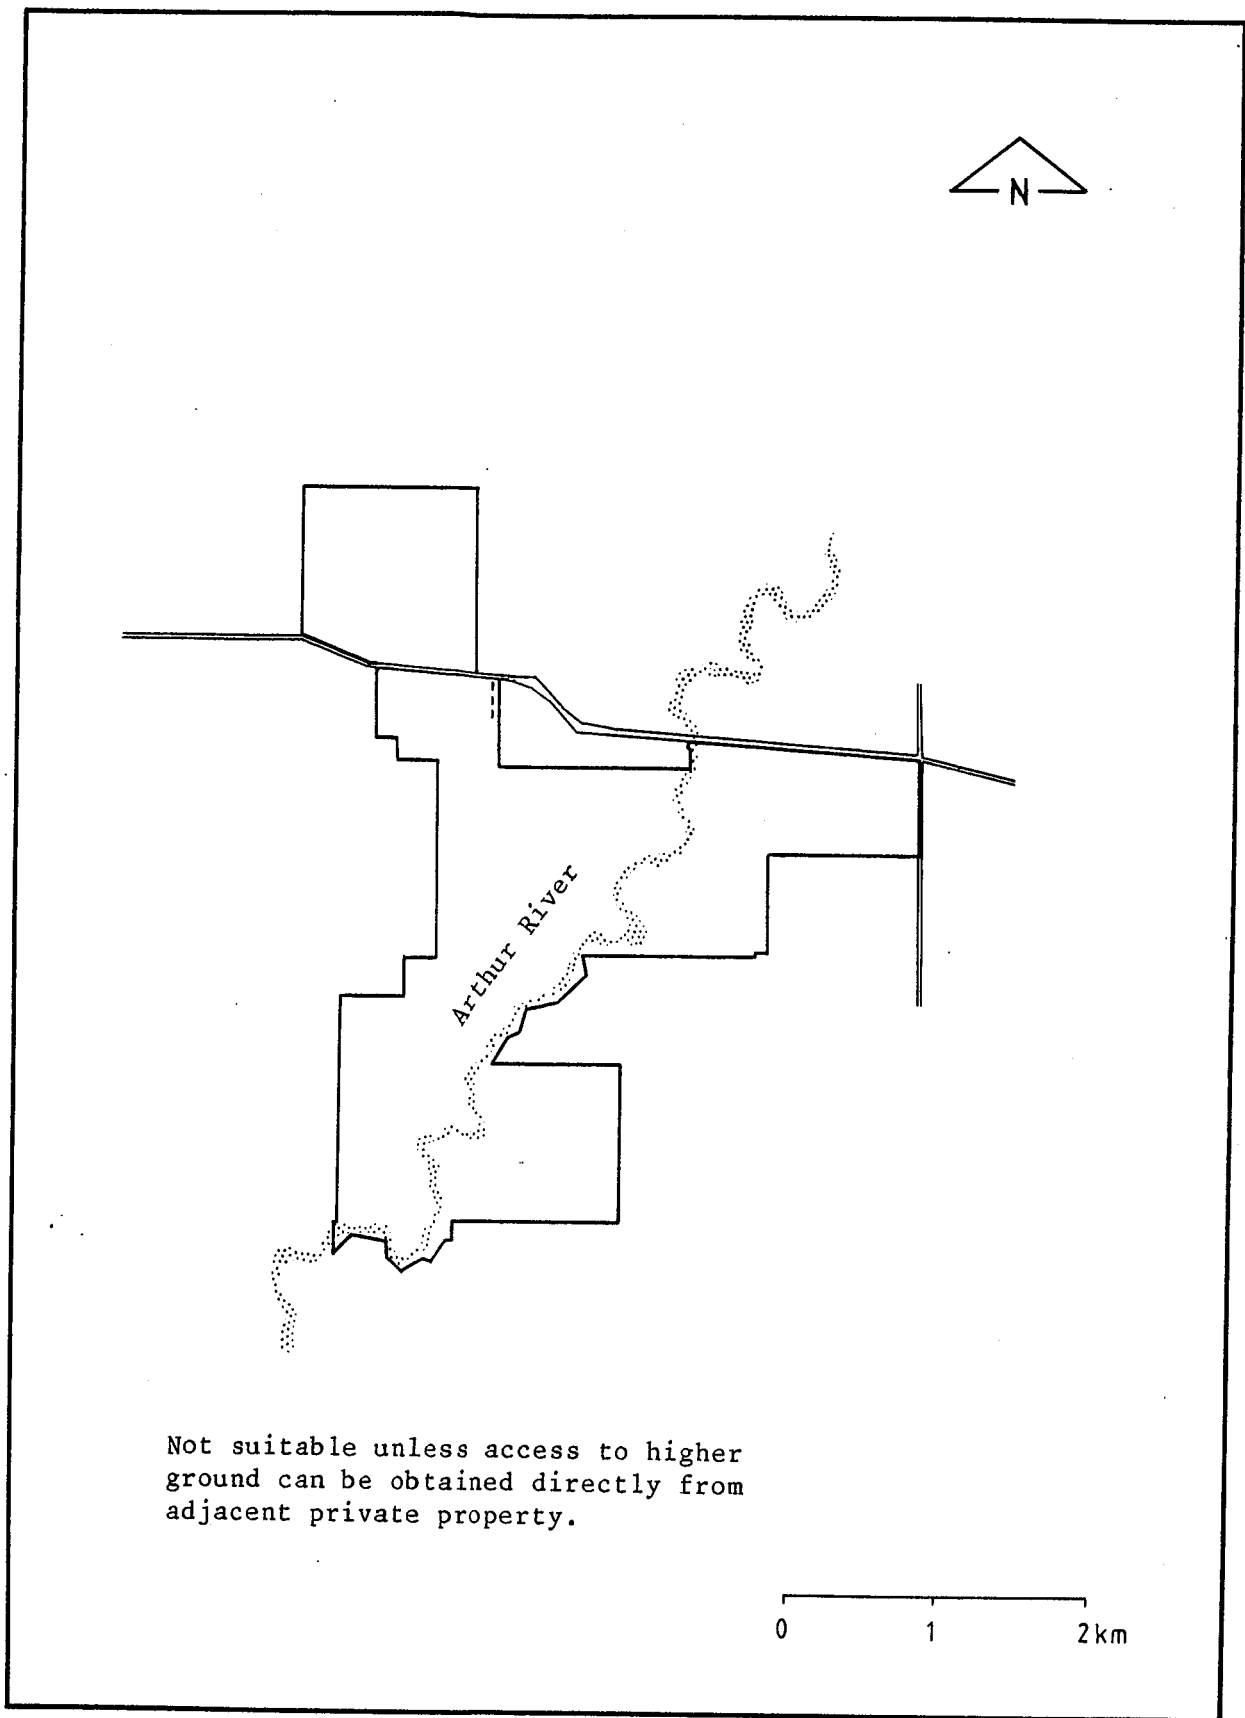 N
Arthur River
Not suitable unless access to higher
ground can be obtained directly from
adjacent private property.
0 1 2km